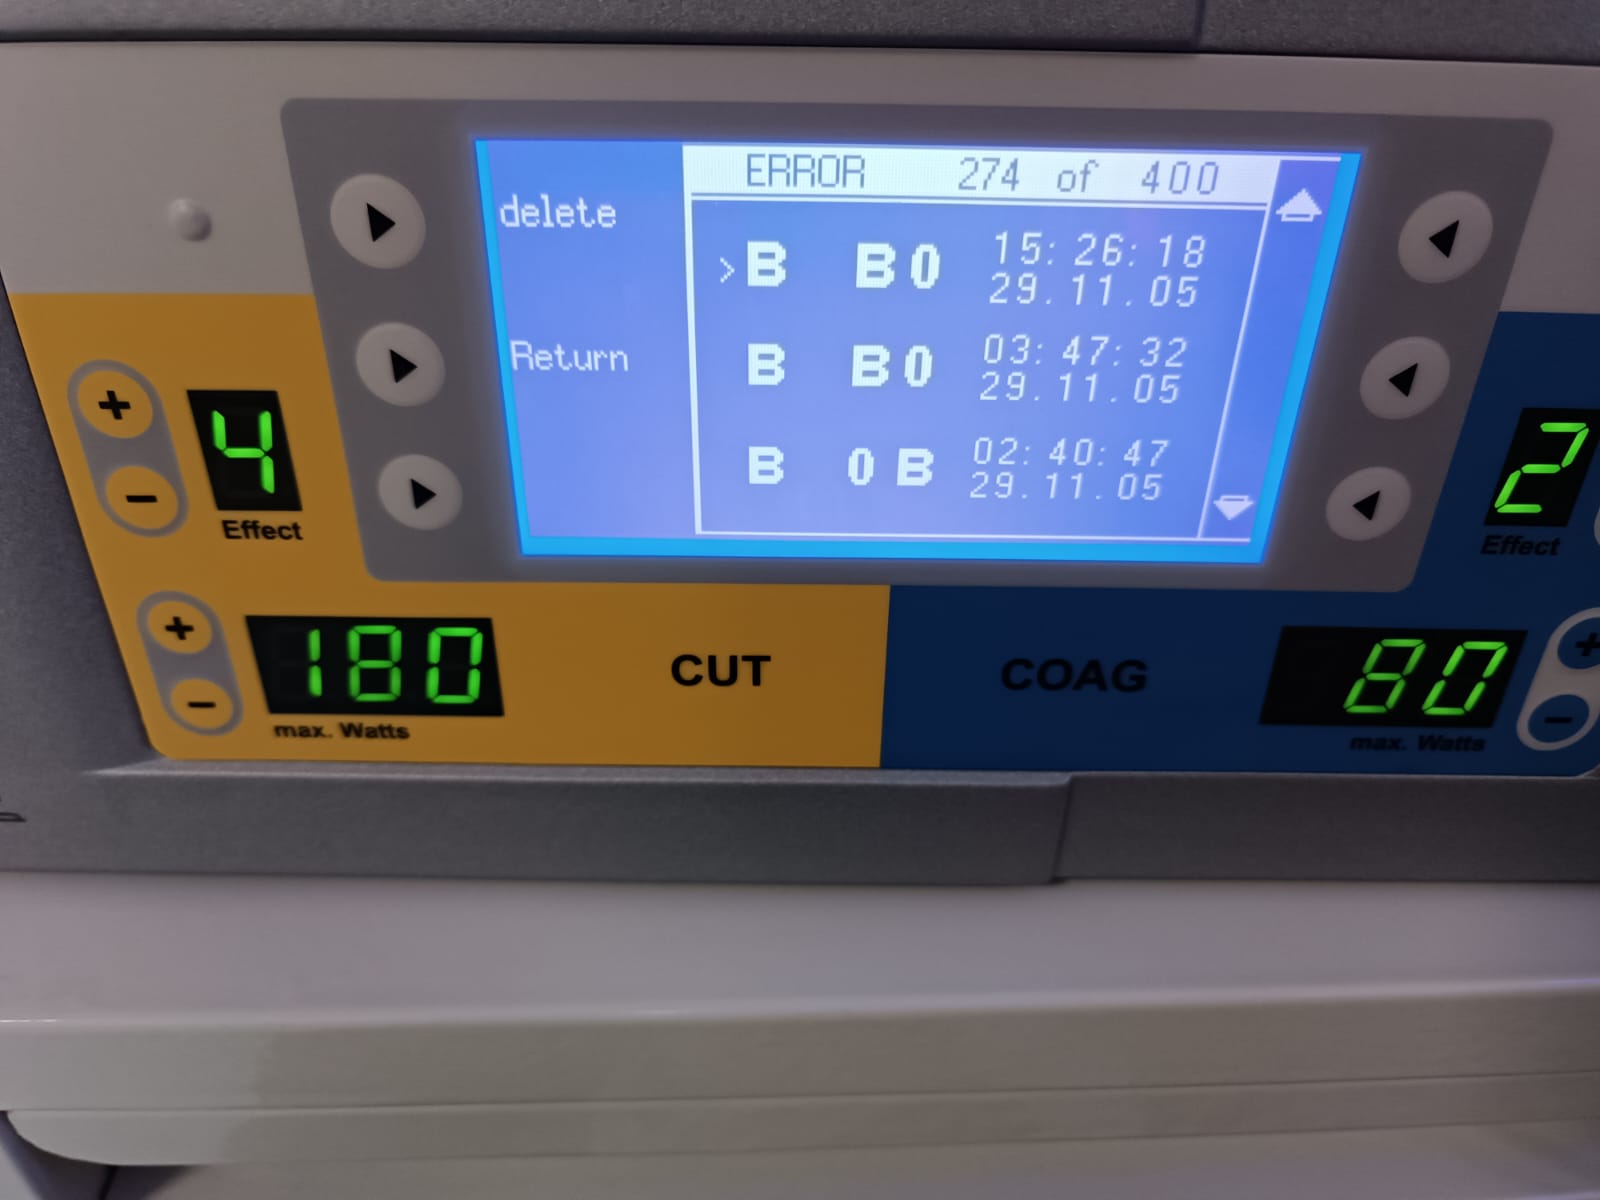 ERROR 274 of 400
delete
>B B0 15:26:18
29.11.05
Return
B B0 03:47:32
29.11.05
B 0B 02:40:47
29.11.05
+
-
4
Effect
2
Effect
+
-
180
max. Watts
CUT
COAG
80
max. Watts
+
-